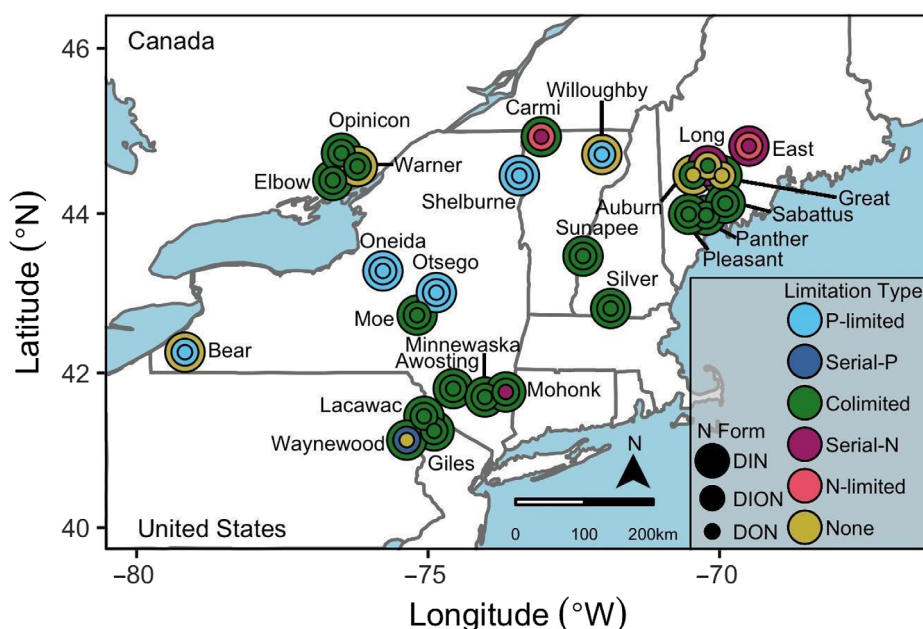 46
44
42
40
Latitude (°N)
Canada
Opinicon
Warner
Elbow
Carmi
Willoughby
Long
East
Shelburne
Auburn
Great
Sabattus
Sunapee
Panther
Pleasant
Oneida
Otsego
Silver
Moe
Bear
Minnewaska
Awosting
Mohonk
Lacawac
Waynewood
Giles
N
0 100 200km
United States
Limitation Type
P-limited
Serial-P
Colimited
Serial-N
N-limited
None
N Form
DIN
DION
DON
−80 −75 −70
Longitude (°W)